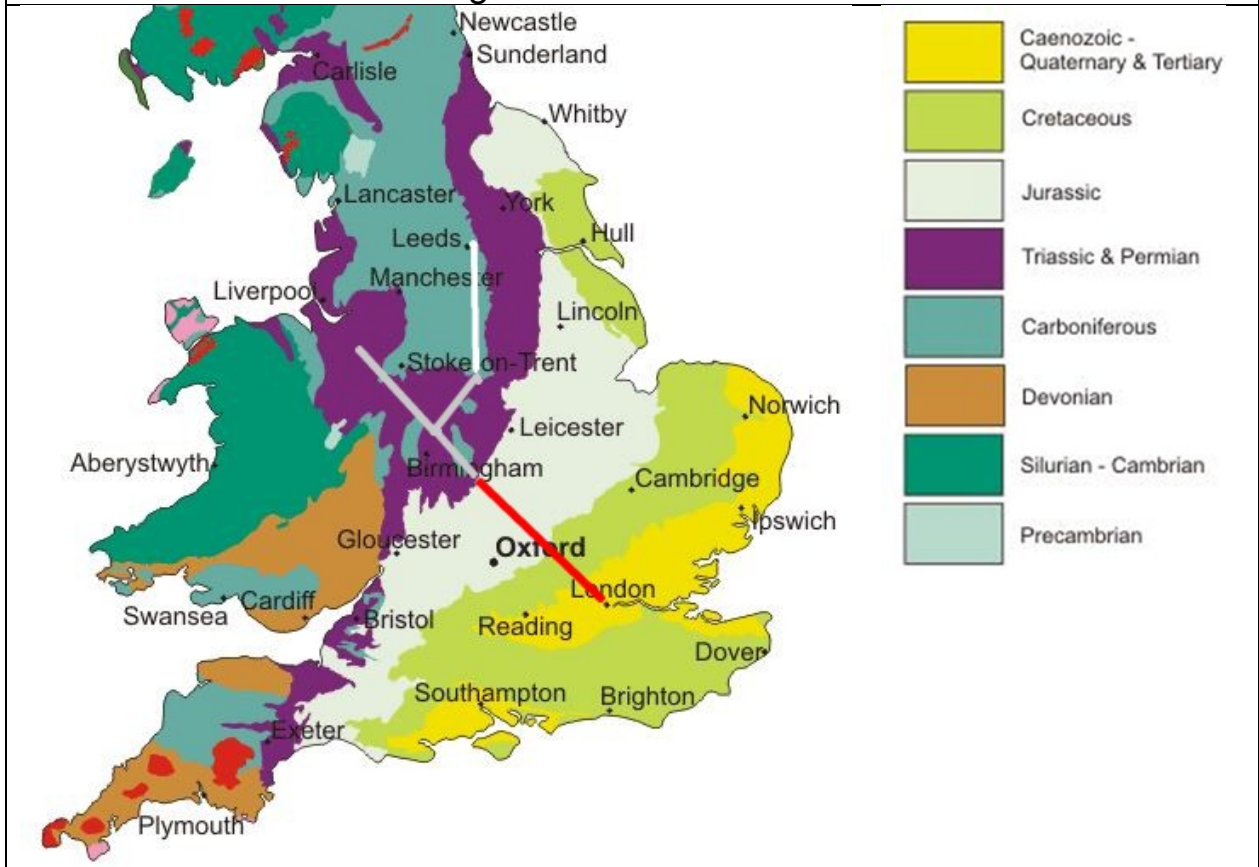 Newcastle
Sunderland
Carlisle
Whitby
Lancaster
York
Leeds
Hull
Manchester
Liverpool
Lincoln
Stoke-on-Trent
Norwich
Leicester
Aberystwyth
Birmingham
Cambridge
Ipswich
Gloucester
Oxford
London
Swansea
Cardiff
Bristol
Reading
Dover
Southampton
Brighton
Exeter
Plymouth
Caenozoic -
Quaternary & Tertiary
Cretaceous
Jurassic
Triassic & Permian
Carboniferous
Devonian
Silurian - Cambrian
Precambrian